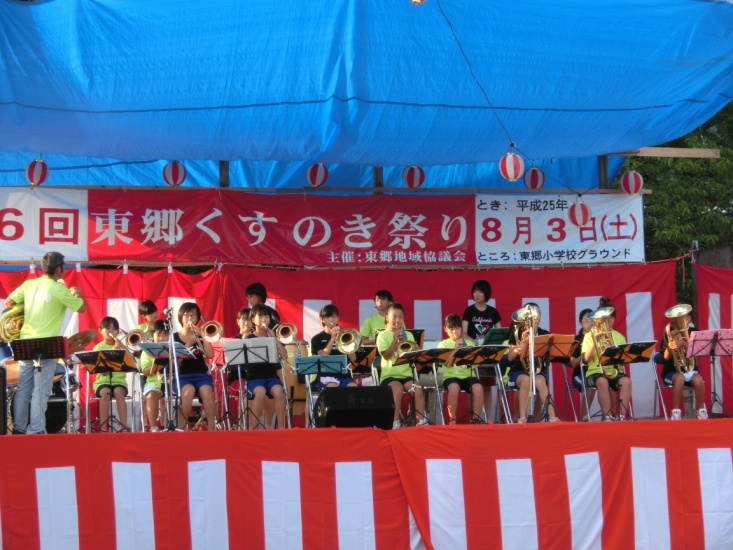 6回 東郷くすのき祭り
主催：東郷地域協議会
とき：平成25年
8月3日(土)
ところ：東郷小学校グラウンド